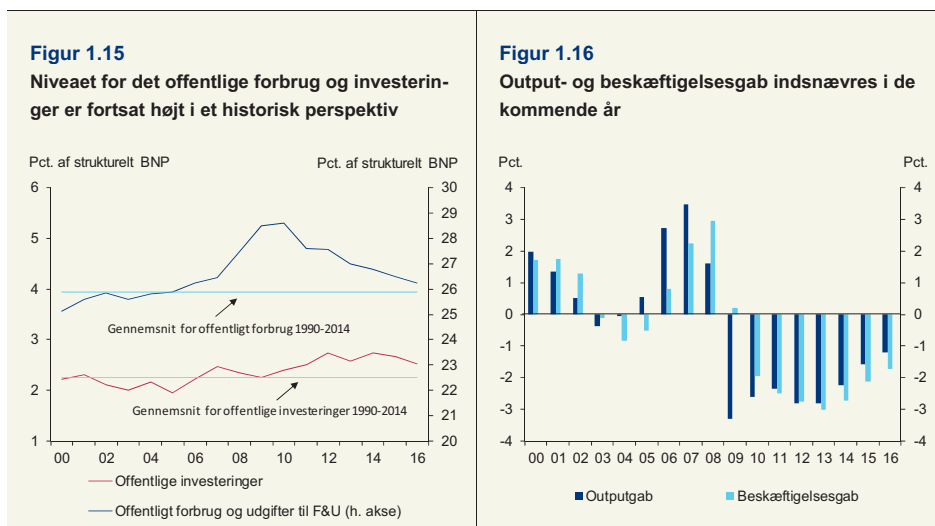 Figur 1.15
Niveaet for det offentlige forbrug og investerin-
ger er fortsat højt i et historisk perspektiv
Pct. af strukturelt BNP
Pct. af strukturelt BNP
6
5
4
3
2
1
30
29
28
27
26
25
24
23
22
21
20
Gennemsnit for offentligt forbrug 1990-2014
Gennemsnit for offentlige investeringer 1990-2014
00 02 04 06 08 10 12 14 16
Offentlige investeringer
Offentligt forbrug og udgifter til F&U (h. akse)
Figur 1.16
Output- og beskæftigelsesgab indsnævres i de
kommende år
Pct.
Pct.
4
3
2
1
0
-1
-2
-3
-4
4
3
2
1
0
-1
-2
-3
-4
00 01 02 03 04 05 06 07 08 09 10 11 12 13 14 15 16
Outputgab
Beskæftigelsesgab